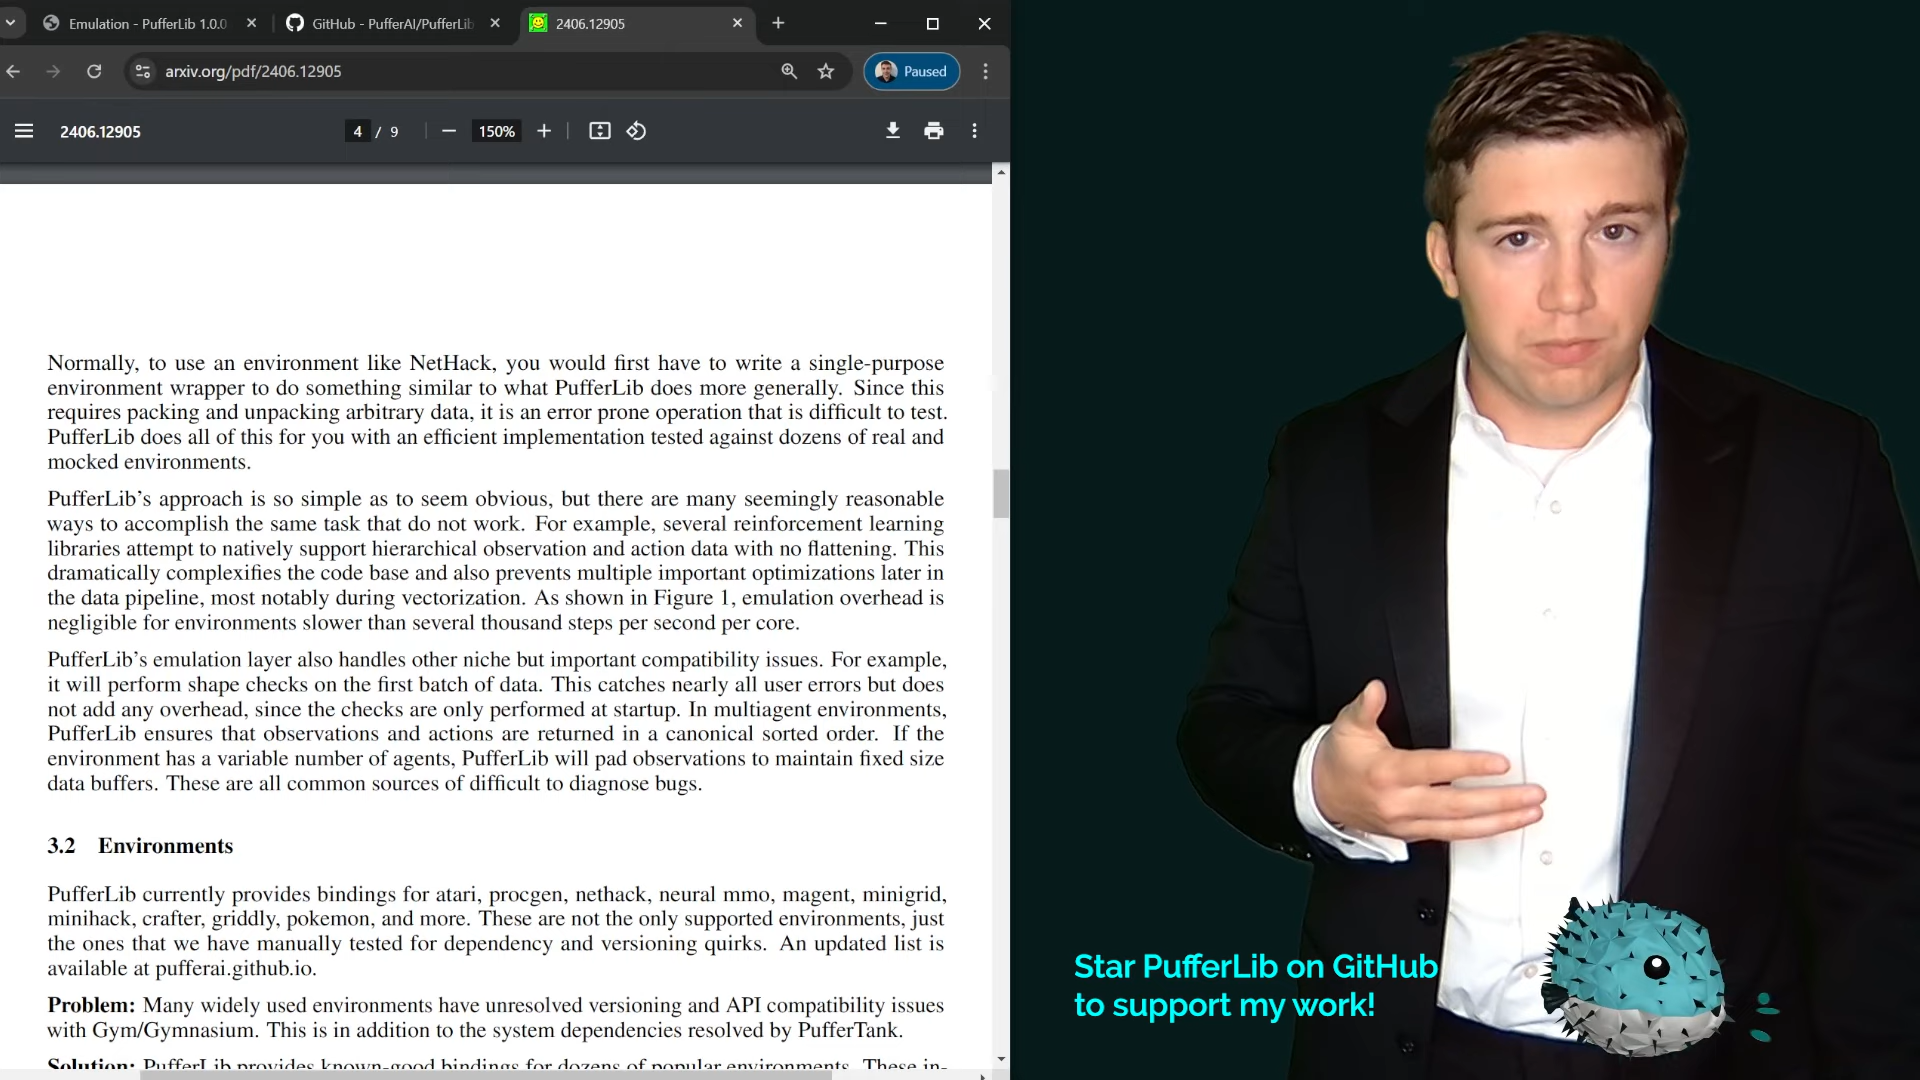 Emulation - PufferLib 1.0.0
GitHub - PufferAI/PufferLib
2406.12905
arxiv.org/pdf/2406.12905
Paused
2406.12905
4 / 9
150%
Normally, to use an environment like NetHack, you would first have to write a single-purpose
environment wrapper to do something similar to what PufferLib does more generally. Since this
requires packing and unpacking arbitrary data, it is an error prone operation that is difficult to test.
PufferLib does all of this for you with an efficient implementation tested against dozens of real and
mocked environments.
PufferLib's approach is so simple as to seem obvious, but there are many seemingly reasonable
ways to accomplish the same task that do not work. For example, several reinforcement learning
libraries attempt to natively support hierarchical observation and action data with no flattening. This
dramatically complexifies the code base and also prevents multiple important optimizations later in
the data pipeline, most notably during vectorization. As shown in Figure 1, emulation overhead is
negligible for environments slower than several thousand steps per second per core.
PufferLib's emulation layer also handles other niche but important compatibility issues. For example,
it will perform shape checks on the first batch of data. This catches nearly all user errors but does
not add any overhead, since the checks are only performed at startup. In multiagent environments,
PufferLib ensures that observations and actions are returned in a canonical sorted order. If the
environment has a variable number of agents, PufferLib will pad observations to maintain fixed size
data buffers. These are all common sources of difficult to diagnose bugs.
3.2 Environments
PufferLib currently provides bindings for atari, procgen, nethack, neural mmo, magent, minigrid,
minihack, crafter, griddly, pokemon, and more. These are not the only supported environments, just
the ones that we have manually tested for dependency and versioning quirks. An updated list is
available at pufferai.github.io.
Problem: Many widely used environments have unresolved versioning and API compatibility issues
with Gym/Gymnasium. This is in addition to the system dependencies resolved by PufferTank.
Solution: PufferLib provides known-good bindings for dozens of popular environments. These in-
Star PufferLib on GitHub
to support my work!